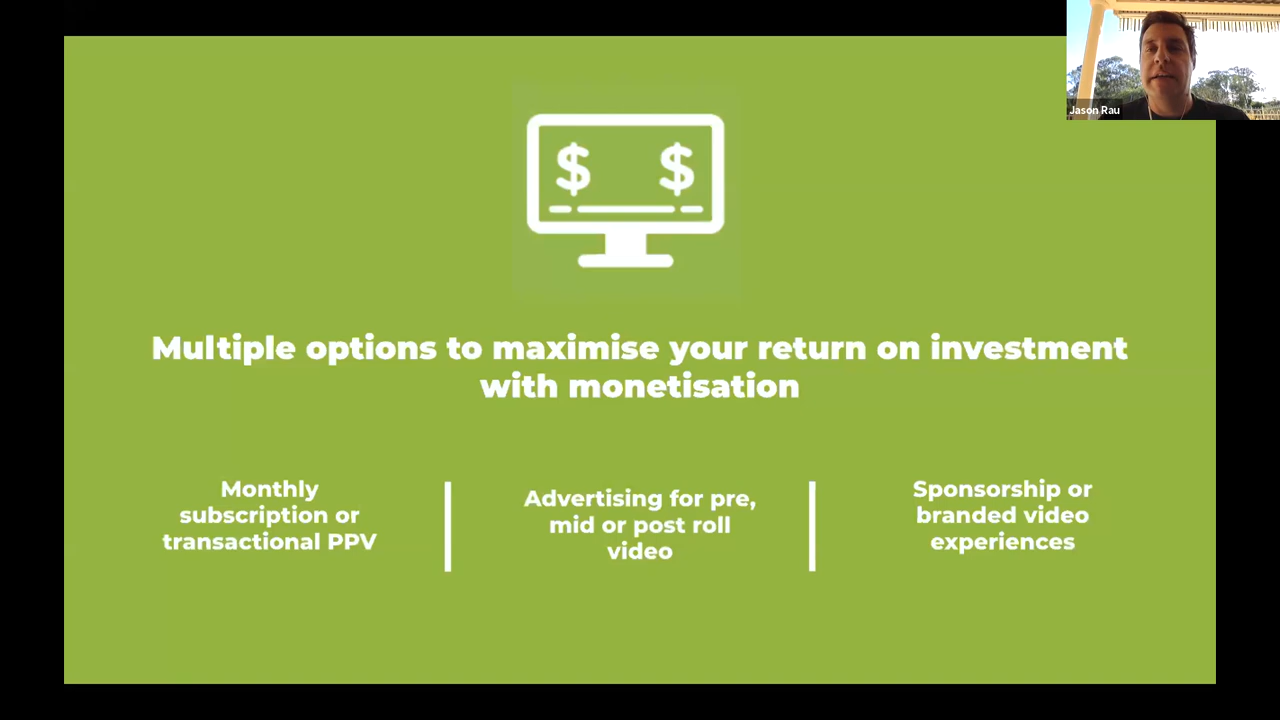 Jason Rau
$ $
Multiple options to maximise your return on investment
with monetisation
Monthly
subscription or
transactional PPV
Advertising for pre,
mid or post roll
video
Sponsorship or
branded video
experiences